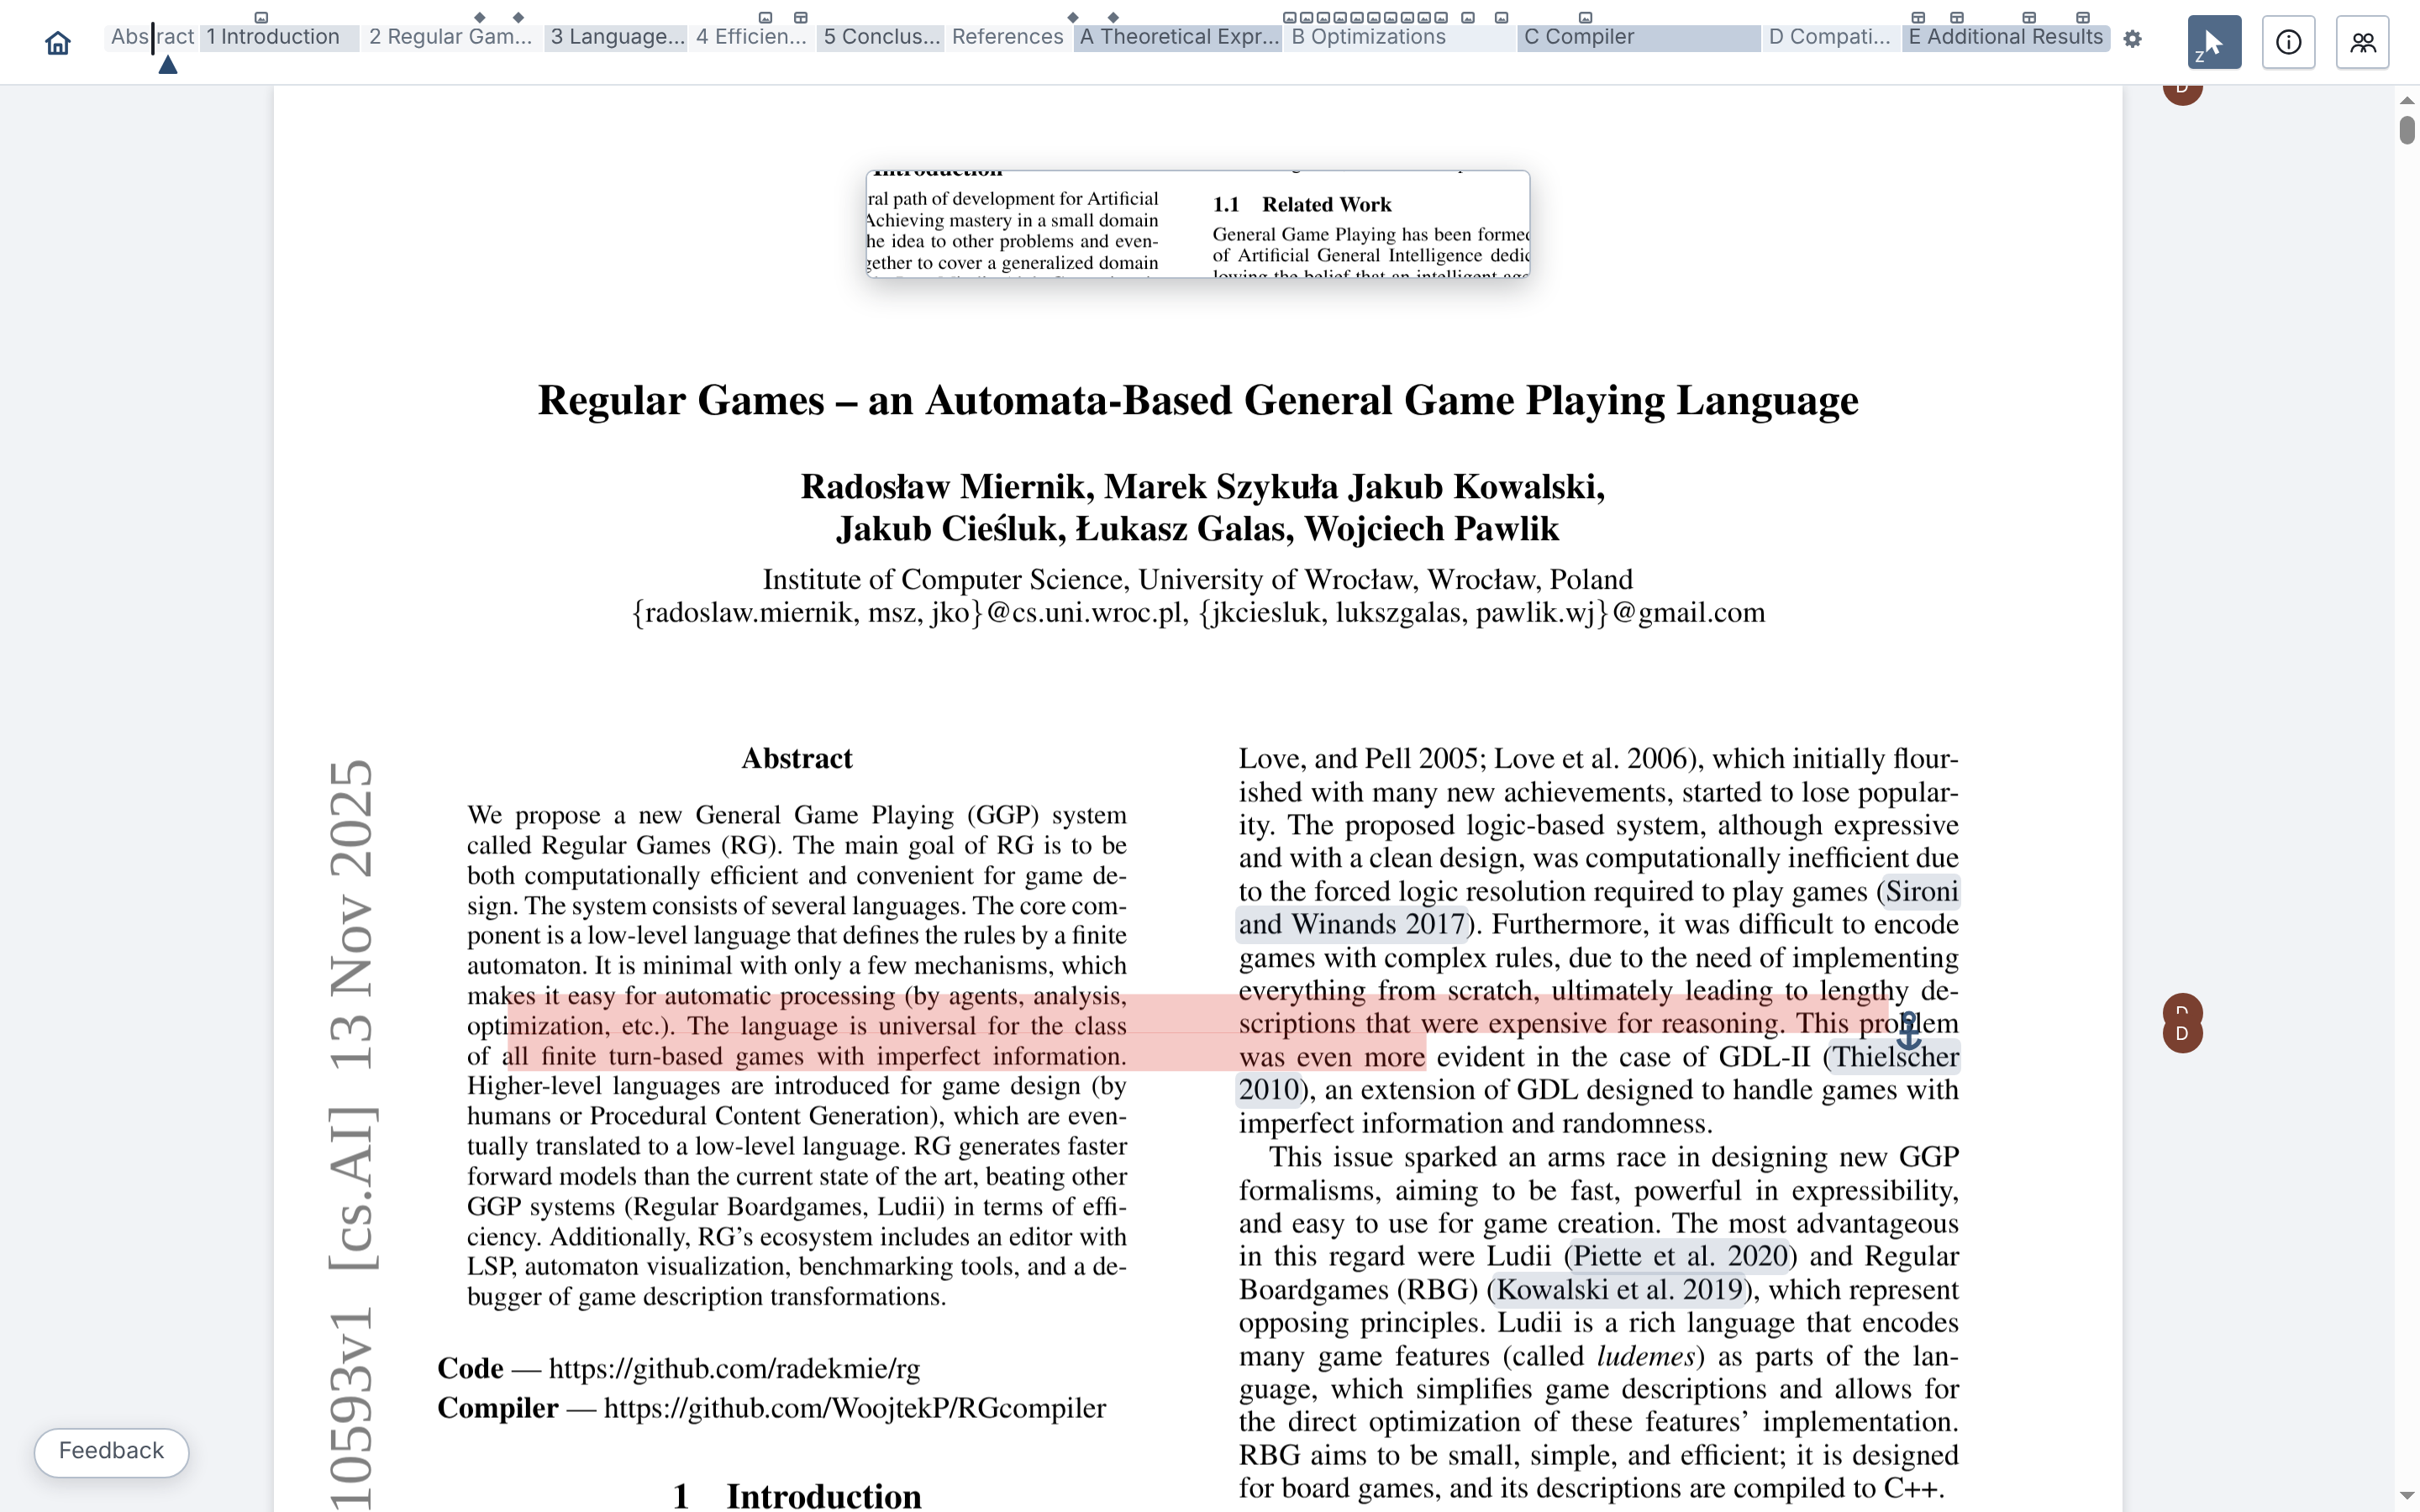 Abstract
1 Introduction
2 Regular Gam...
3 Language...
4 Efficien...
5 Conclus...
References
A Theoretical Expr...
B Optimizations
C Compiler
D Compati...
E Additional Results
Z
D
Introduction
ral path of development for Artificial
Achieving mastery in a small domain
he idea to other problems and even-
gether to cover a generalized domain
1.1 Related Work
General Game Playing has been formed
of Artificial General Intelligence dedic
lowing the belief that an intelligent age
Regular Games – an Automata-Based General Game Playing Language
Radosław Miernik, Marek Szykuła Jakub Kowalski,
Jakub Cieśluk, Łukasz Galas, Wojciech Pawlik
Institute of Computer Science, University of Wrocław, Wrocław, Poland
{radoslaw.miernik, msz, jko}@cs.uni.wroc.pl, {jkciesluk, lukszgalas, pawlik.wj}@gmail.com
10593v1 [cs.AI] 13 Nov 2025
Abstract
We propose a new General Game Playing (GGP) system
called Regular Games (RG). The main goal of RG is to be
both computationally efficient and convenient for game de-
sign. The system consists of several languages. The core com-
ponent is a low-level language that defines the rules by a finite
automaton. It is minimal with only a few mechanisms, which
makes it easy for automatic processing (by agents, analysis,
optimization, etc.). The language is universal for the class
of all finite turn-based games with imperfect information.
Higher-level languages are introduced for game design (by
humans or Procedural Content Generation), which are even-
tually translated to a low-level language. RG generates faster
forward models than the current state of the art, beating other
GGP systems (Regular Boardgames, Ludii) in terms of effi-
ciency. Additionally, RG's ecosystem includes an editor with
LSP, automaton visualization, benchmarking tools, and a de-
bugger of game description transformations.
Code — https://github.com/radekmie/rg
Compiler — https://github.com/WoojtekP/RGcompiler
1 Introduction
Love, and Pell 2005; Love et al. 2006), which initially flour-
ished with many new achievements, started to lose popular-
ity. The proposed logic-based system, although expressive
and with a clean design, was computationally inefficient due
to the forced logic resolution required to play games (Sironi
and Winands 2017). Furthermore, it was difficult to encode
games with complex rules, due to the need of implementing
everything from scratch, ultimately leading to lengthy de-
scriptions that were expensive for reasoning. This problem
was even more evident in the case of GDL-II (Thielscher
2010), an extension of GDL designed to handle games with
imperfect information and randomness.
This issue sparked an arms race in designing new GGP
formalisms, aiming to be fast, powerful in expressibility,
and easy to use for game creation. The most advantageous
in this regard were Ludii (Piette et al. 2020) and Regular
Boardgames (RBG) (Kowalski et al. 2019), which represent
opposing principles. Ludii is a rich language that encodes
many game features (called ludemes) as parts of the lan-
guage, which simplifies game descriptions and allows for
the direct optimization of these features' implementation.
RBG aims to be small, simple, and efficient; it is designed
for board games, and its descriptions are compiled to C++.
D
D
Feedback